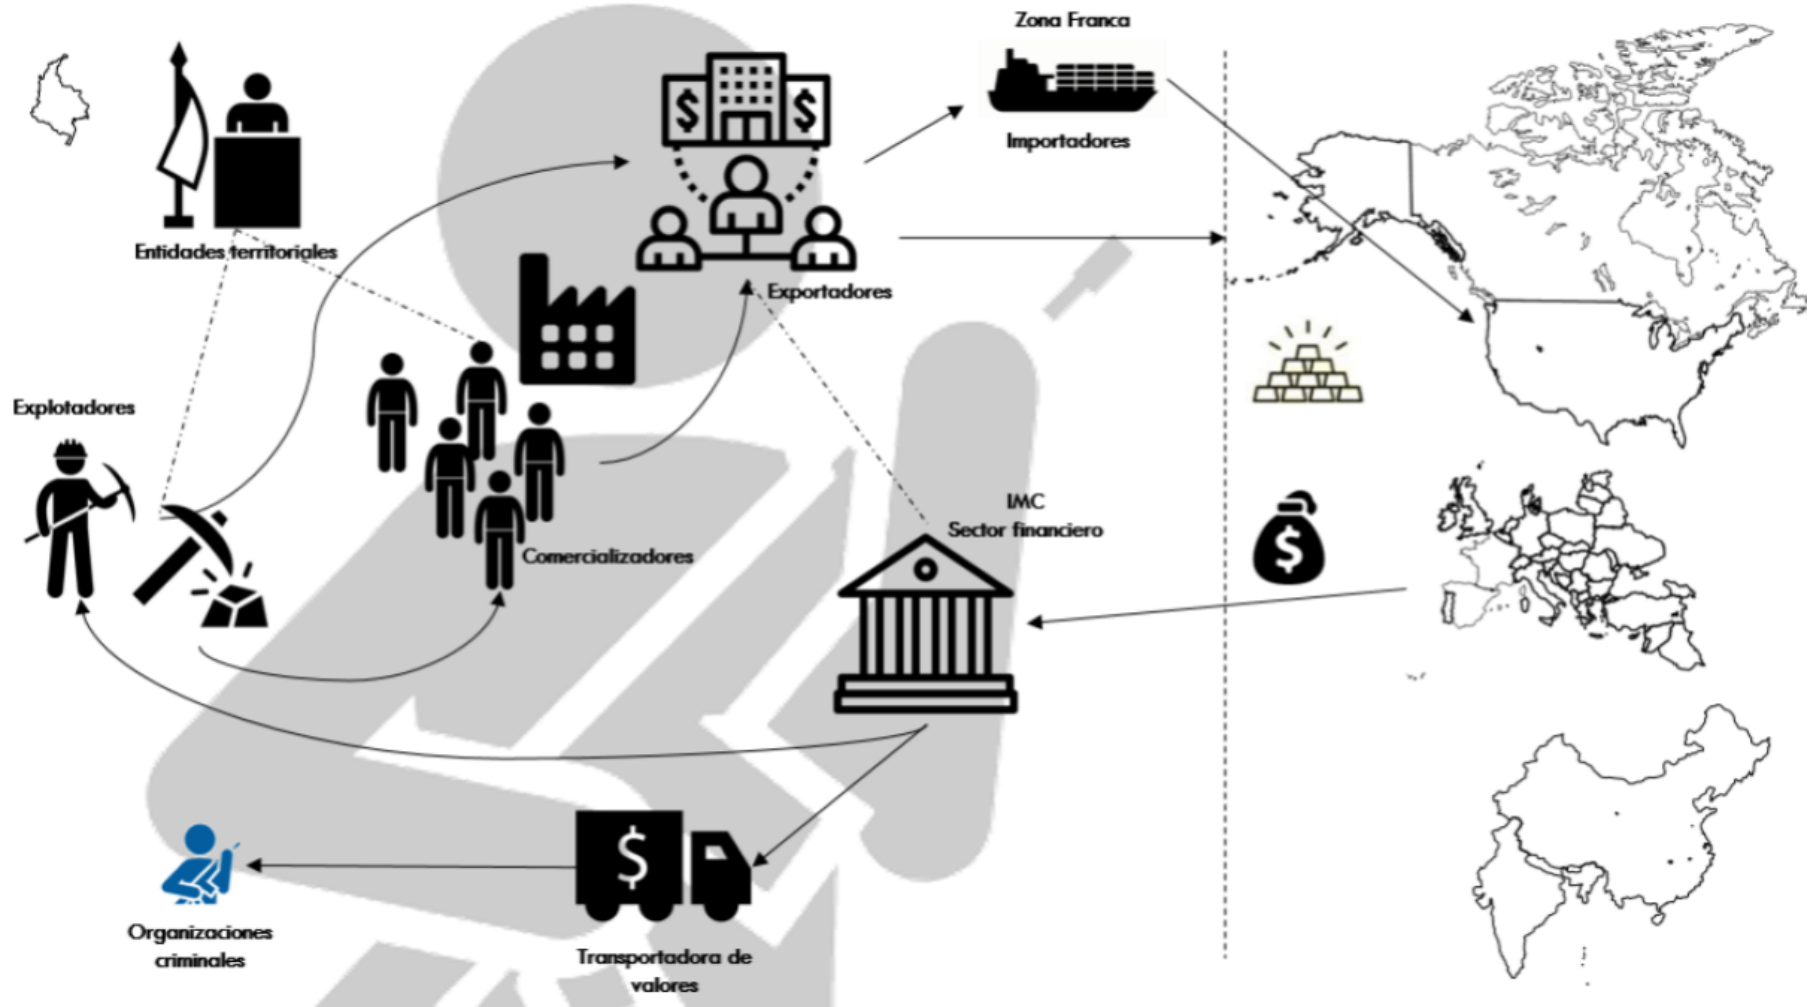 Zona Franca
Importadores
Entidades territoriales
Exportadores
Explotadores
IMC
Sector financiero
Comercializadores
Organizaciones
criminales
Transportadora de
valores
$
$
$
$